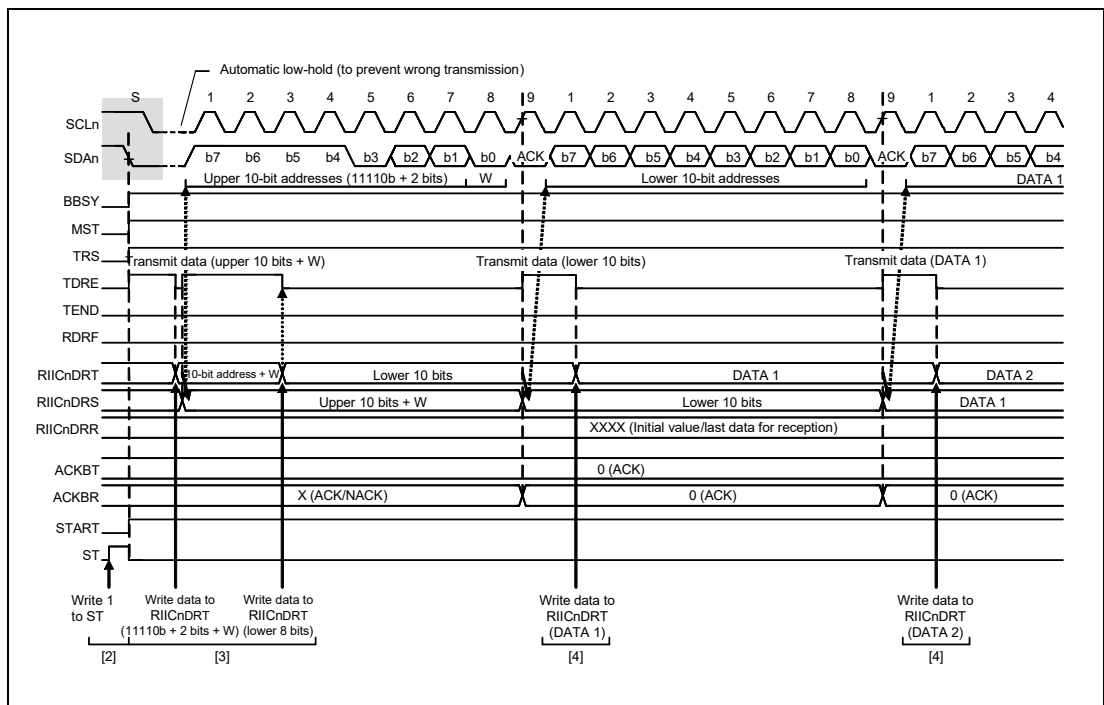 Automatic low-hold (to prevent wrong transmission)
S 1 2 3 4 5 6 7 8 9 1 2 3 4 5 6 7 8 9 1 2 3 4
SCLn
SDAn b7 b6 b5 b4 b3 b2 b1 b0 ACK b7 b6 b5 b4 b3 b2 b1 b0 ACK b7 b6 b5 b4
Upper 10-bit addresses (11110b + 2 bits) W Lower 10-bit addresses DATA 1
BBSY
MST
TRS
Transmit data (upper 10 bits + W) Transmit data (lower 10 bits) Transmit data (DATA 1)
TDRE
TEND
RDRF
RIICnDRT 10-bit address + W Lower 10 bits DATA 1 DATA 2
RIICnDRS Upper 10 bits + W Lower 10 bits DATA 1
RIICnDRR XXXX (Initial value/last data for reception)
ACKBT 0 (ACK)
ACKBR X (ACK/NACK) 0 (ACK) 0 (ACK)
START
ST
Write 1 Write data to Write data to Write data to Write data to
to ST RIICnDRT RIICnDRT RIICnDRT RIICnDRT
(11110b + 2 bits + W) (lower 8 bits) (DATA 1) (DATA 2)
[2] [3] [4] [4]